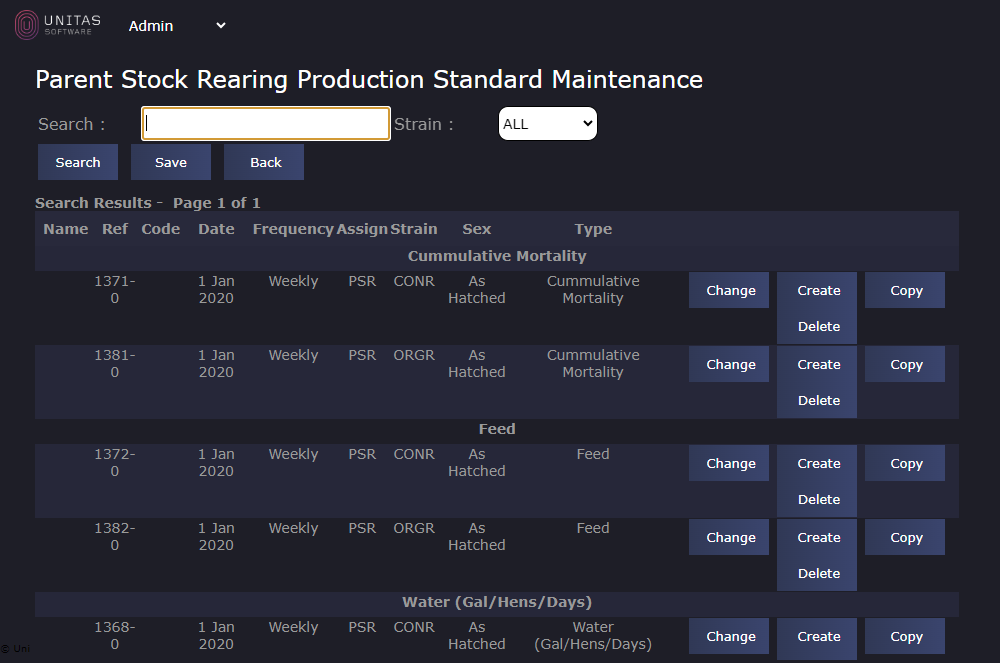 UNITAS
SOFTWARE
Admin
Parent Stock Rearing Production Standard Maintenance
Search :
Strain :
ALL
Search Save Back
Search Results - Page 1 of 1
Name Ref Code Date Frequency Assign Strain Sex Type
Cummulative Mortality
1371- 1 Jan Weekly PSR CONR As Cummulative Change Create Copy
0 2020 Hatched Mortality
Delete
1381- 1 Jan Weekly PSR ORGR As Cummulative Change Create Copy
0 2020 Hatched Mortality
Delete
Feed
1372- 1 Jan Weekly PSR CONR As Feed Change Create Copy
0 2020 Hatched
Delete
1382- 1 Jan Weekly PSR ORGR As Feed Change Create Copy
0 2020 Hatched
Delete
Water (Gal/Hens/Days)
1368- 1 Jan Weekly PSR CONR As Water Change Create Copy
0 2020 Hatched (Gal/Hens/Days)
© Uni